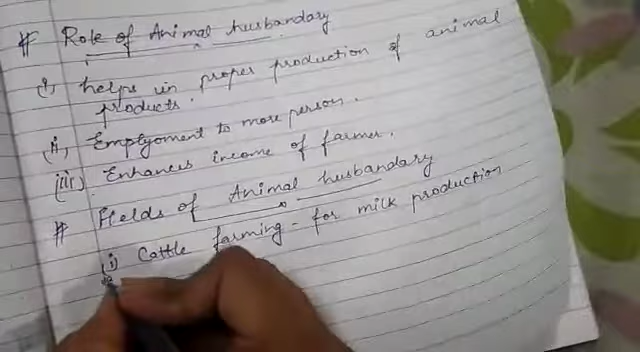 # Role of Animal husbandary
(i) helps in proper production of animal
products.
(ii) Emplyoment to more person.
(iii) Enhances income of farmer.
# Fields of Animal husbandary
(i) Cattle farming - for milk production